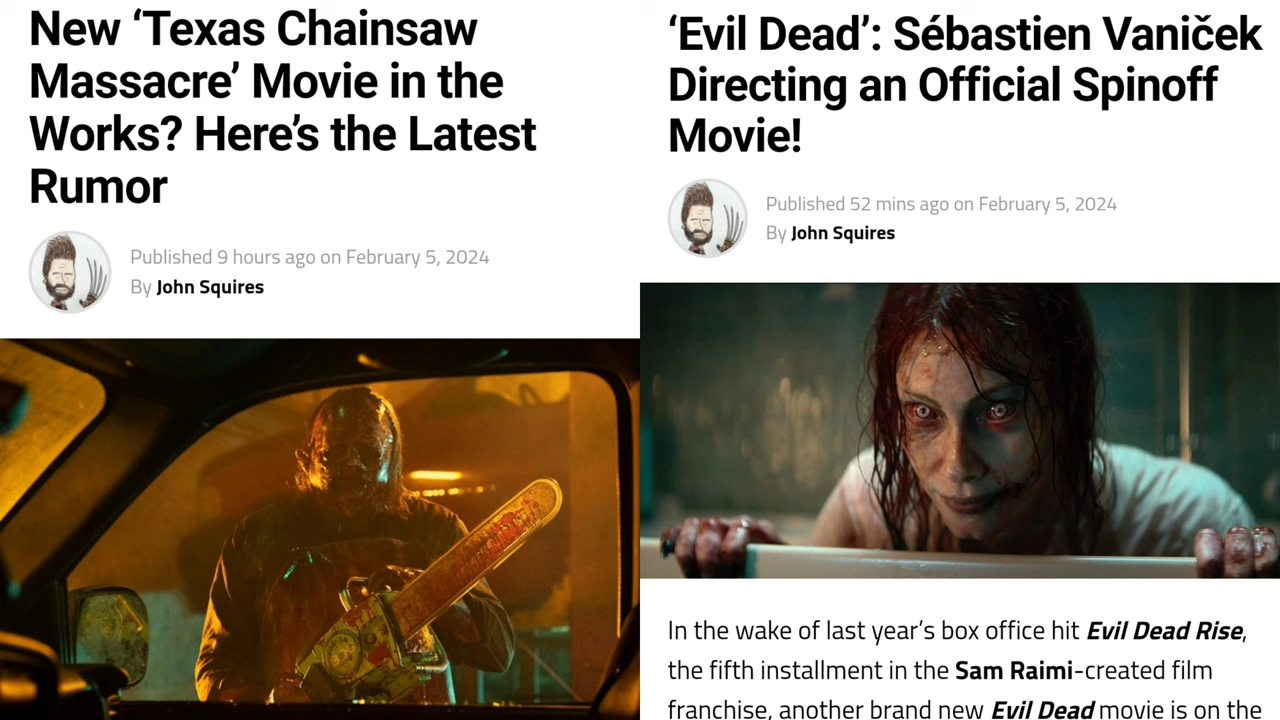 New ‘Texas Chainsaw
Massacre’ Movie in the
Works? Here’s the Latest
Rumor
Published 9 hours ago on February 5, 2024
By John Squires
‘Evil Dead’: Sébastien Vaniček
Directing an Official Spinoff
Movie!
Published 52 mins ago on February 5, 2024
By John Squires
In the wake of last year’s box office hit Evil Dead Rise,
the fifth installment in the Sam Raimi-created film
franchise, another brand new Evil Dead movie is on the